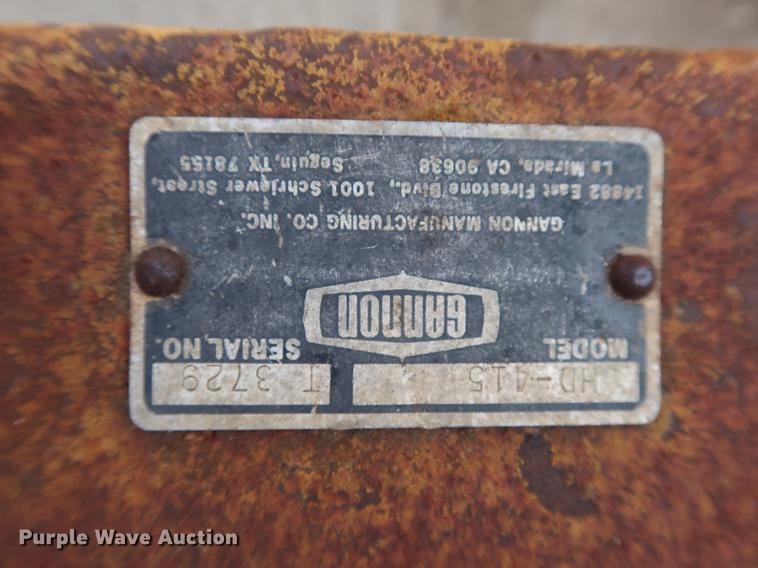 HD-415 T 3729
MODEL SERIAL NO.
GANNON
GANNON MANUFACTURING CO. INC.
14882 East Firestone Blvd., 1001 Schriewer Street,
La Mirada, CA 90638 Seguin, TX 78155
Purple Wave Auction